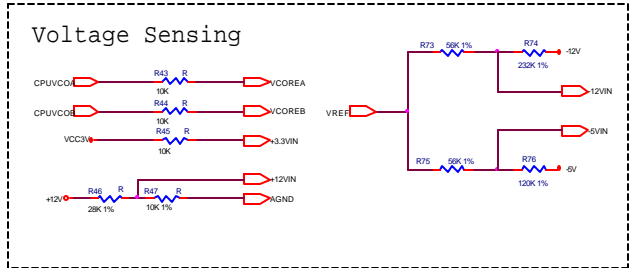 Voltage Sensing
R43 R
CPUVCOA 10K VCOREA
R44 R
CPUVCOB 10K VCOREB
R45 R
VCC3V 10K +3.3VIN
+12VIN
R46 R R47 R
+12V 28K 1% 10K 1% AGND
R73 56K 1% R74 -12V
232K 1%
12VIN
VREF
5VIN
R75 56K 1% R76 -5V
120K 1%